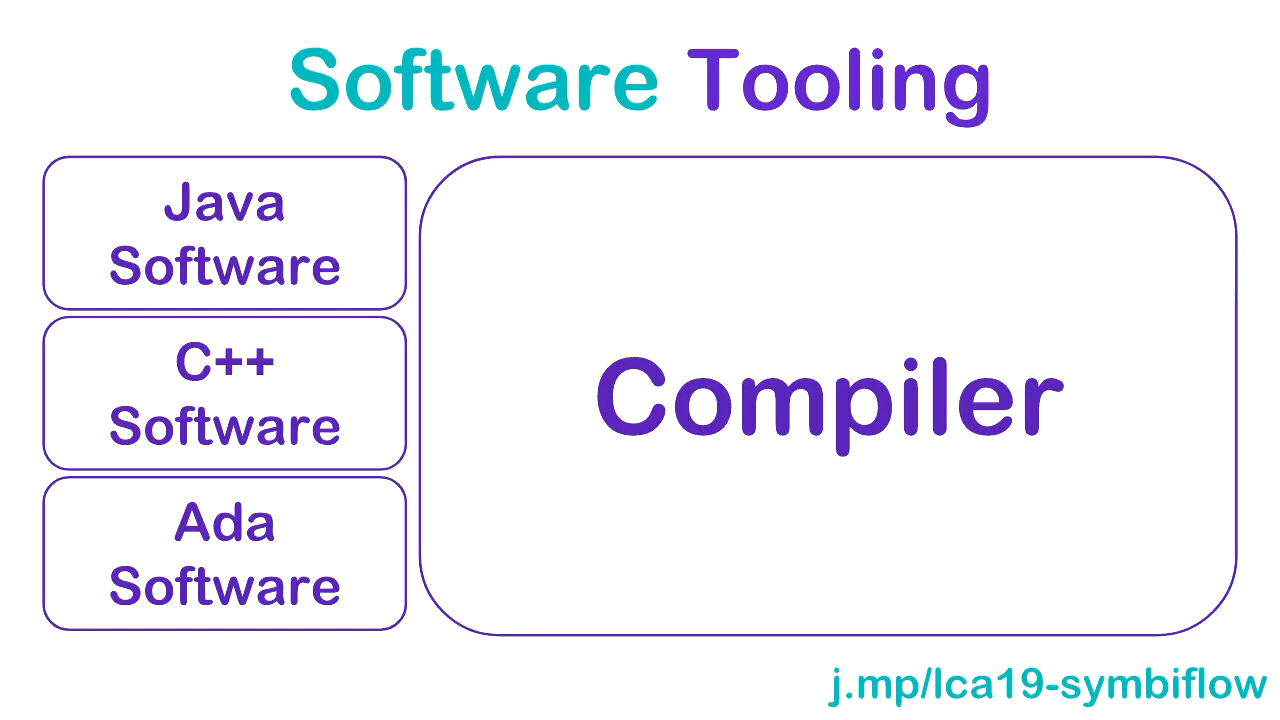 Software Tooling
Java
Software
C++
Software
Ada
Software
Compiler
j.mp/lca19-symbiflow